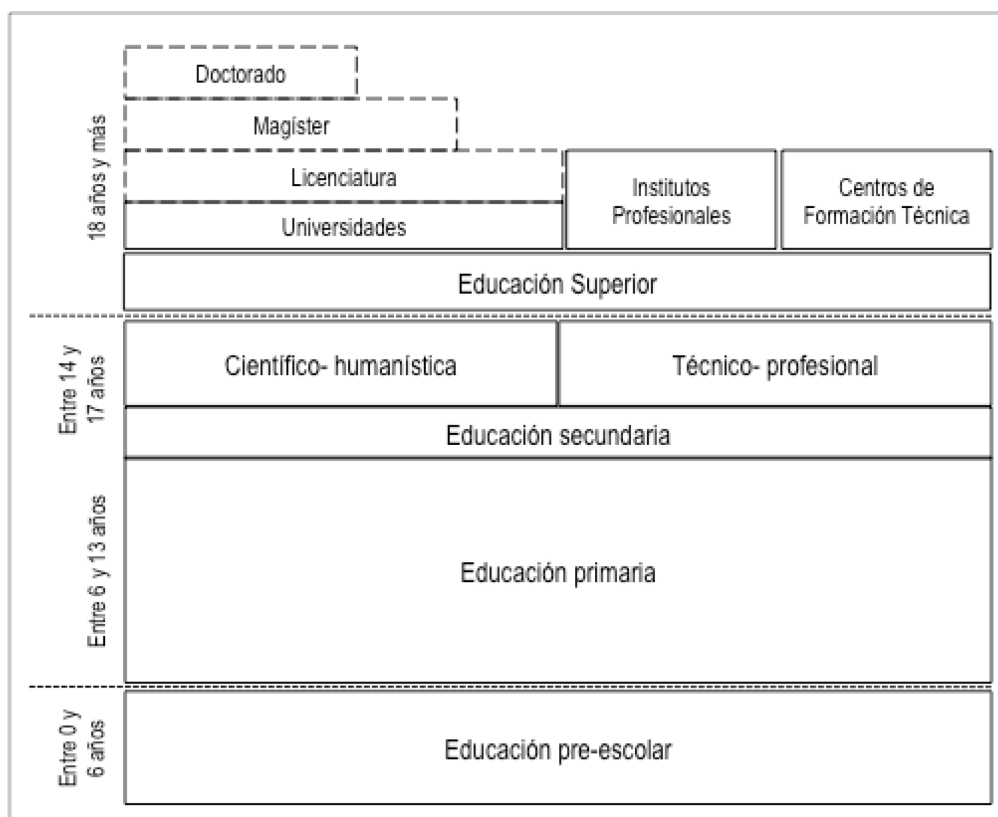 Doctorado
Magíster
Licenciatura
Universidades
Institutos
Profesionales
Centros de
Formación Técnica
18 años y más
Educación Superior
Entre 14 y
17 años
Científico- humanística
Técnico- profesional
Educación secundaria
Entre 6 y 13 años
Educación primaria
Entre 0 y
6 años
Educación pre-escolar